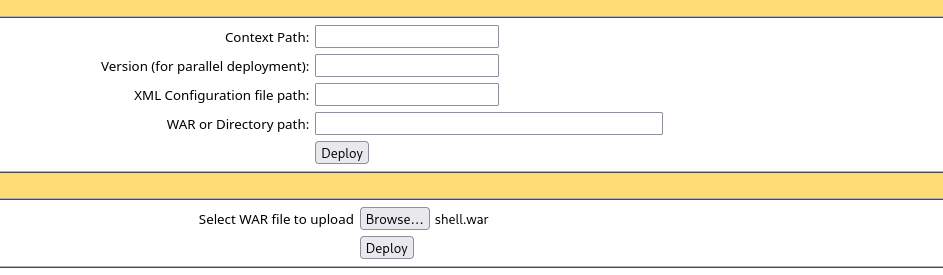 Context Path:
Version (for parallel deployment):
XML Configuration file path:
WAR or Directory path:
Deploy
Select WAR file to upload Browse... shell.war
Deploy